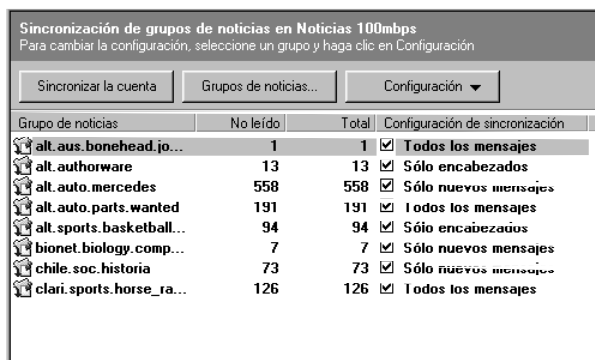 Sincronización de grupos de noticias en Noticias 100mbps
Para cambiar la configuración, seleccione un grupo y haga clic en Configuración
Sincronizar la cuenta Grupos de noticias... Configuración
Grupo de noticias No leído Total Configuración de sincronización
alt.aus.bonehead.jo... 1 1 Todos los mensajes
alt.authorware 13 13 Sólo encabezados
alt.auto.mercedes 558 558 Sólo nuevos mensajes
alt.auto.parts.wanted 191 191 Todos los mensajes
alt.sports.basketball... 94 94 Sólo encabezados
bionet.biology.comp... 7 7 Sólo nuevos mensajes
chile.soc.historia 73 73 Sólo nuevos mensajes
clari.sports.horse_ra... 126 126 Todos los mensajes